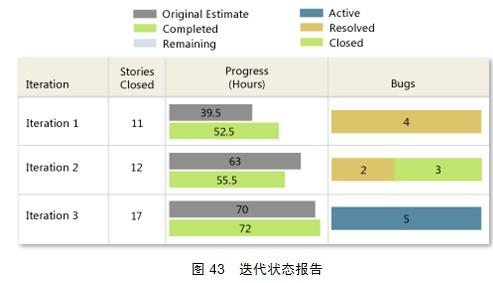 Original Estimate Active
Completed Resolved
Remaining Closed
Iteration Stories Closed Progress (Hours) Bugs
Iteration 1 11 39.5 52.5 4
Iteration 2 12 63 55.5 2 3
Iteration 3 17 70 72 5
图 43 迭代状态报告